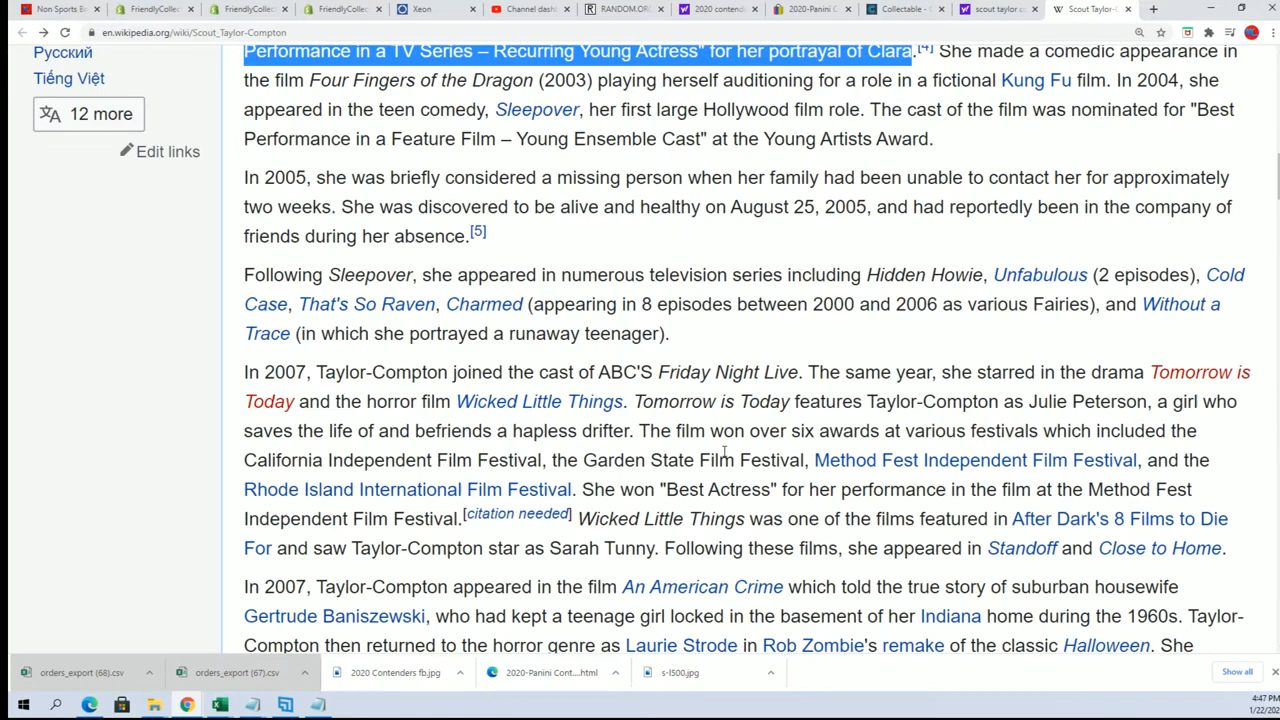 Non Sports Br
FriendlyCollec
FriendlyCollec
FriendlyCollec
Xeon
Channel dash
RANDOM.OR
2020 contend
2020-Panini C
Collectable -
scout taylor c
Scout Taylor-
en.wikipedia.org/wiki/Scout_Taylor-Compton
Русский
Tiếng Việt
12 more
Edit links
Performance in a TV Series – Recurring Young Actress" for her portrayal of Clara.[4] She made a comedic appearance in
the film Four Fingers of the Dragon (2003) playing herself auditioning for a role in a fictional Kung Fu film. In 2004, she
appeared in the teen comedy, Sleepover, her first large Hollywood film role. The cast of the film was nominated for "Best
Performance in a Feature Film – Young Ensemble Cast" at the Young Artists Award.
In 2005, she was briefly considered a missing person when her family had been unable to contact her for approximately
two weeks. She was discovered to be alive and healthy on August 25, 2005, and had reportedly been in the company of
friends during her absence.[5]
Following Sleepover, she appeared in numerous television series including Hidden Howie, Unfabulous (2 episodes), Cold
Case, That's So Raven, Charmed (appearing in 8 episodes between 2000 and 2006 as various Fairies), and Without a
Trace (in which she portrayed a runaway teenager).
In 2007, Taylor-Compton joined the cast of ABC'S Friday Night Live. The same year, she starred in the drama Tomorrow is
Today and the horror film Wicked Little Things. Tomorrow is Today features Taylor-Compton as Julie Peterson, a girl who
saves the life of and befriends a hapless drifter. The film won over six awards at various festivals which included the
California Independent Film Festival, the Garden State Film Festival, Method Fest Independent Film Festival, and the
Rhode Island International Film Festival. She won "Best Actress" for her performance in the film at the Method Fest
Independent Film Festival.[citation needed] Wicked Little Things was one of the films featured in After Dark's 8 Films to Die
For and saw Taylor-Compton star as Sarah Tunny. Following these films, she appeared in Standoff and Close to Home.
In 2007, Taylor-Compton appeared in the film An American Crime which told the true story of suburban housewife
Gertrude Baniszewski, who had kept a teenage girl locked in the basement of her Indiana home during the 1960s. Taylor-
Compton then returned to the horror genre as Laurie Strode in Rob Zombie's remake of the classic Halloween. She
orders_export (68).csv
orders_export (67).csv
2020 Contenders fb.jpg
2020-Panini Cont....html
s-l500.jpg
Show all
4:47 PM
1/22/202